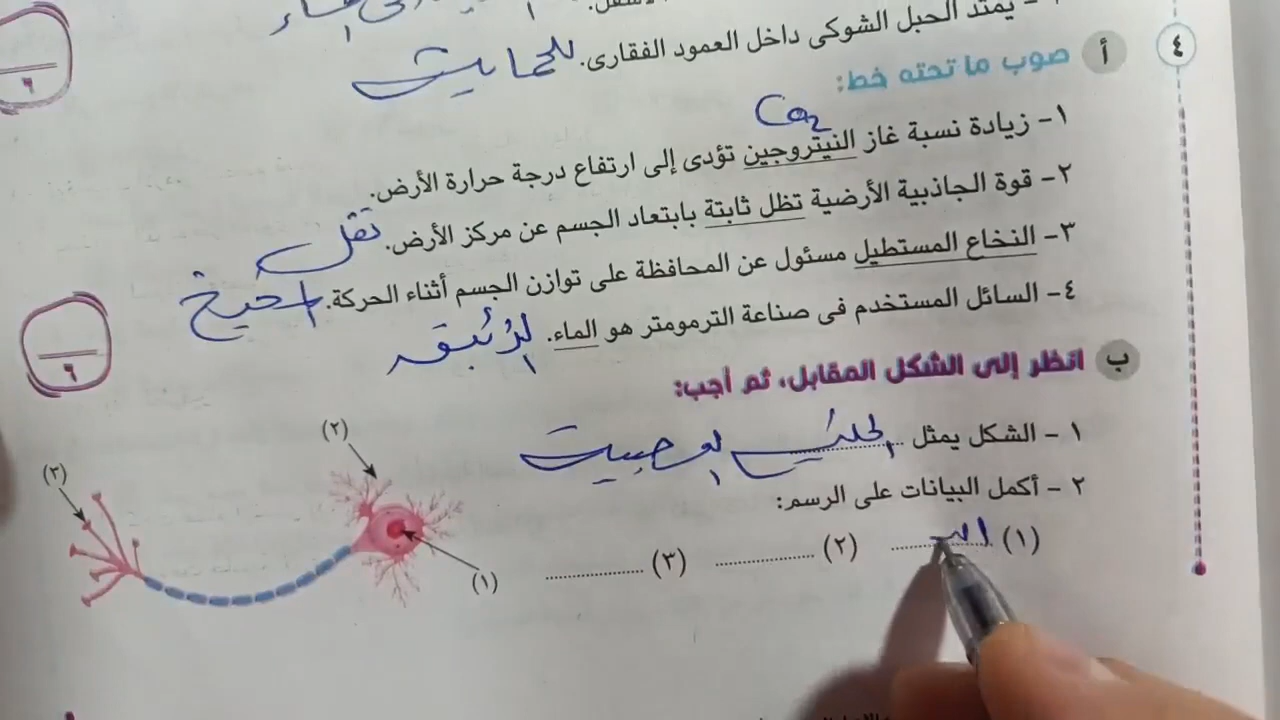 ٦
الأسفل.
يمتد الحبل الشوكى داخل العمود الفقارى. للحماية
٤
أ صوب ما تحته خط:
Co2
١- زيادة نسبة غاز النيتروجين تؤدى إلى ارتفاع درجة حرارة الأرض.
٢- قوة الجاذبية الأرضية تظل ثابتة بابتعاد الجسم عن مركز الأرض. تقل
٣- النخاع المستطيل مسئول عن المحافظة على توازن الجسم أثناء الحركة. المخيخ
٤- السائل المستخدم فى صناعة الترمومتر هو الماء. الزئبق
٦
ب انظر إلى الشكل المقابل، ثم أجب:
١ - الشكل يمثل الخلية العصبية
٢ - أكمل البيانات على الرسم:
(١) ........ (٢) ........ (٣) ........
(٢)
(٣)
(١)